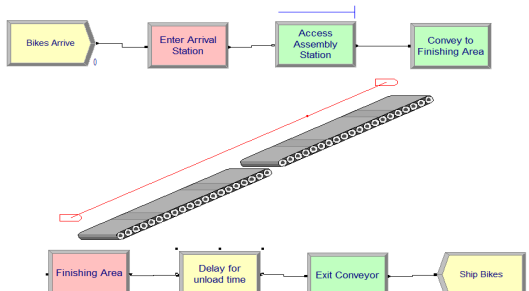 Bikes Arrive
0
Enter Arrival
Station
Access
Assembly
Station
Convey to
Finishing Area
Finishing Area
Delay for
unload time
Exit Conveyor
Ship Bikes